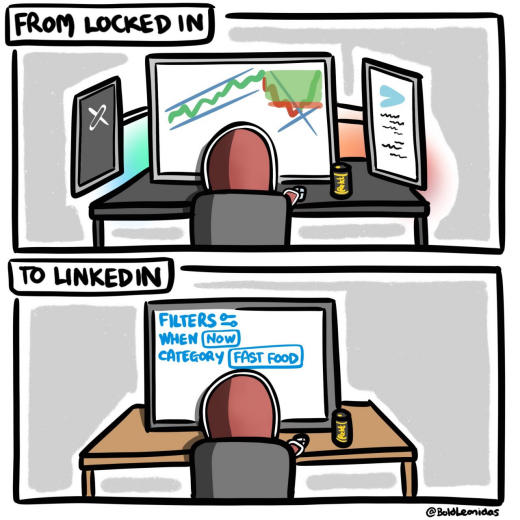 FROM LOCKED IN
TO LINKEDIN
FILTERS
WHEN NOW
CATEGORY FAST FOOD
@BoldLeonidas